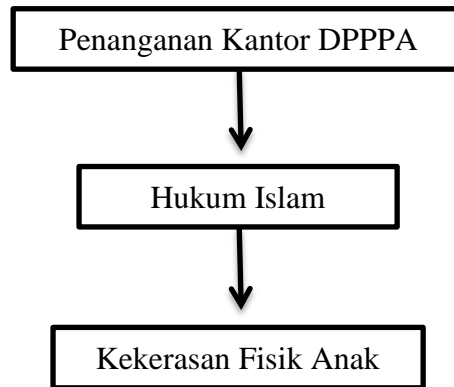 Penanganan Kantor DPPPA
Hukum Islam
Kekerasan Fisik Anak